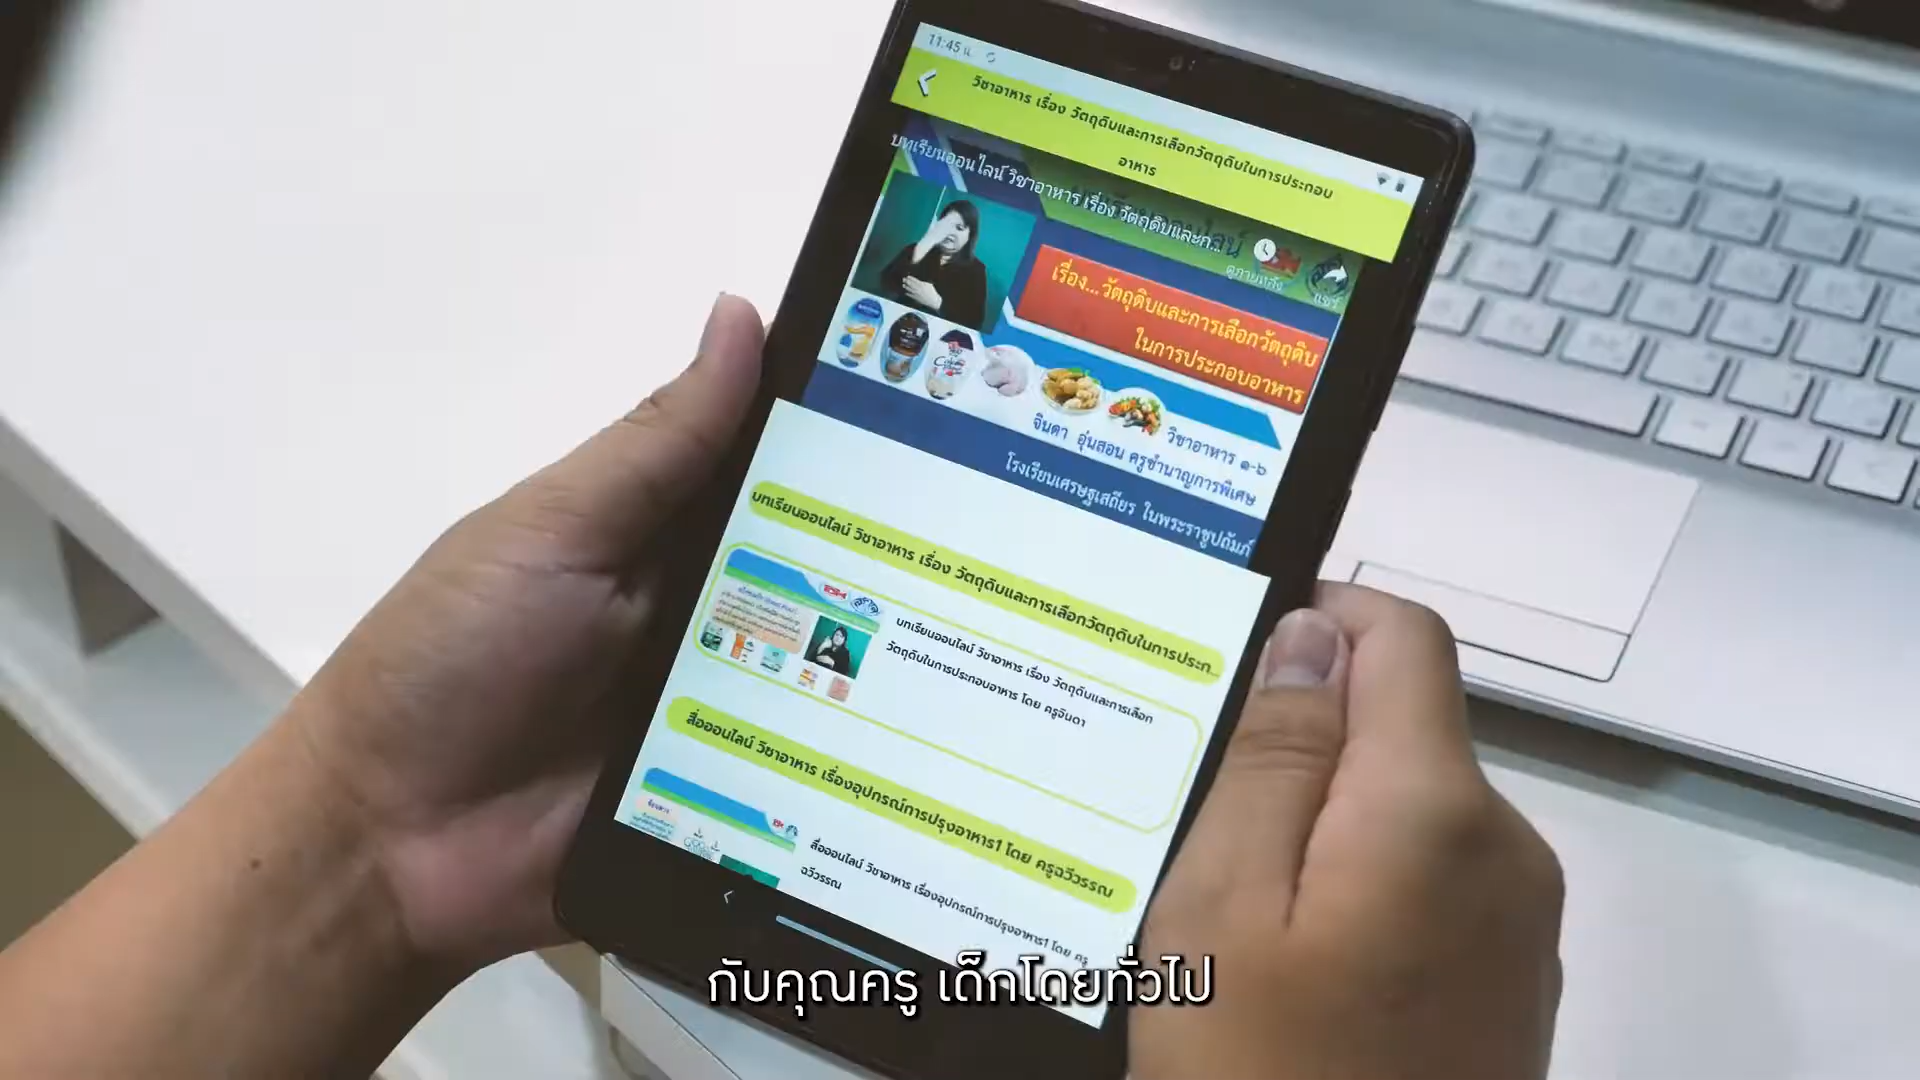 11:45 น.
วิชาอาหาร เรื่อง วัตถุดิบและการเลือกวัตถุดิบในการประกอบ
อาหาร
บทเรียนออนไลน์ วิชาอาหาร เรื่อง วัตถุดิบและก...
ดูภายหลัง
แชร์
เรื่อง... วัตถุดิบและการเลือกวัตถุดิบ
ในการประกอบอาหาร
วิชาอาหาร ๑-๖
จินดา อุ่นสอน ครูชำนาญการพิเศษ
โรงเรียนเศรษฐเสถียร ในพระราชูปถัมภ์
บทเรียนออนไลน์ วิชาอาหาร เรื่อง วัตถุดิบและการเลือกวัตถุดิบในการประก...
บทเรียนออนไลน์ วิชาอาหาร เรื่อง วัตถุดิบและการเลือก
วัตถุดิบในการประกอบอาหาร โดย ครูจินดา
สื่อออนไลน์ วิชาอาหาร เรื่องอุปกรณ์การปรุงอาหาร1 โดย ครูฉวีวรรณ
สื่อออนไลน์ วิชาอาหาร เรื่องอุปกรณ์การปรุงอาหาร1 โดย ครู
ฉวีวรรณ
กับคุณครู เด็กโดยทั่วไป